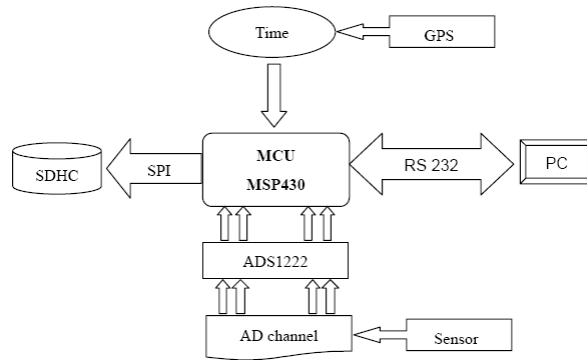 Time
GPS
SDHC
SPI
MCU
MSP430
RS 232
PC
ADS1222
AD channel
Sensor